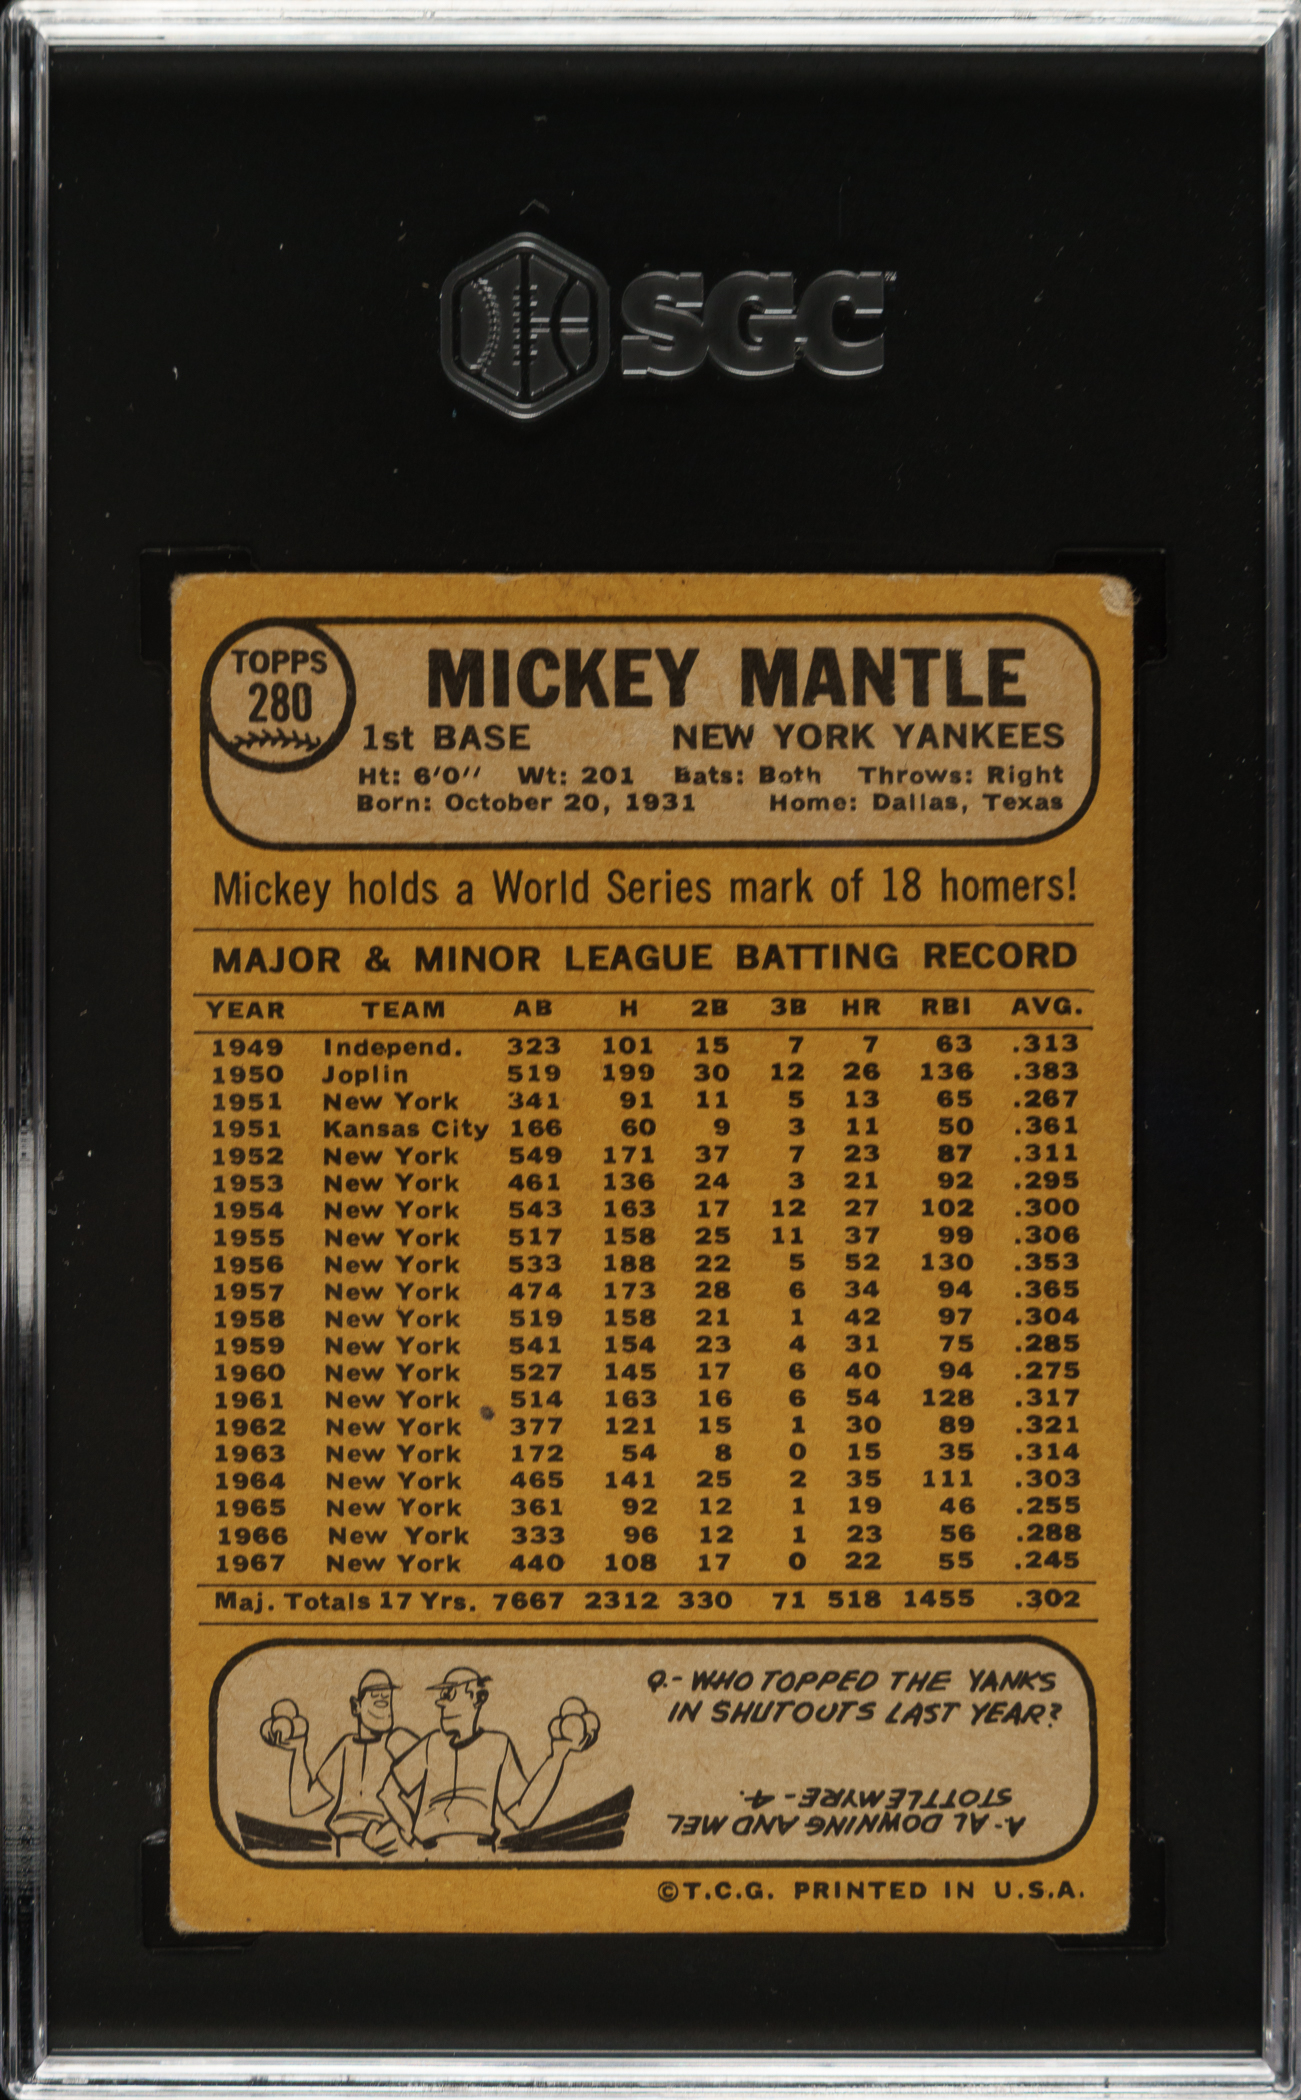 SGC
TOPPS
280
MICKEY MANTLE
1st BASE NEW YORK YANKEES
Ht: 6'0" Wt: 201 Bats: Both Throws: Right
Born: October 20, 1931 Home: Dallas, Texas
Mickey holds a World Series mark of 18 homers!
MAJOR & MINOR LEAGUE BATTING RECORD
YEAR TEAM AB H 2B 3B HR RBI AVG.
1949 Independ. 323 101 15 7 7 63 .313
1950 Joplin 519 199 30 12 26 136 .383
1951 New York 341 91 11 5 13 65 .267
1951 Kansas City 166 60 9 3 11 50 .361
1952 New York 549 171 37 7 23 87 .311
1953 New York 461 136 24 3 21 92 .295
1954 New York 543 163 17 12 27 102 .300
1955 New York 517 158 25 11 37 99 .306
1956 New York 533 188 22 5 52 130 .353
1957 New York 474 173 28 6 34 94 .365
1958 New York 519 158 21 1 42 97 .304
1959 New York 541 154 23 4 31 75 .285
1960 New York 527 145 17 6 40 94 .275
1961 New York 514 163 16 6 54 128 .317
1962 New York 377 121 15 1 30 89 .321
1963 New York 172 54 8 0 15 35 .314
1964 New York 465 141 25 2 35 111 .303
1965 New York 361 92 12 1 19 46 .255
1966 New York 333 96 12 1 23 56 .288
1967 New York 440 108 17 0 22 55 .245
Maj. Totals 17 Yrs. 7667 2312 330 71 518 1455 .302
Q.- WHO TOPPED THE YANKS
IN SHUTOUTS LAST YEAR?
A.- AL DOWNING AND MEL
STOTTLEMYRE - 4.
©T.C.G. PRINTED IN U.S.A.